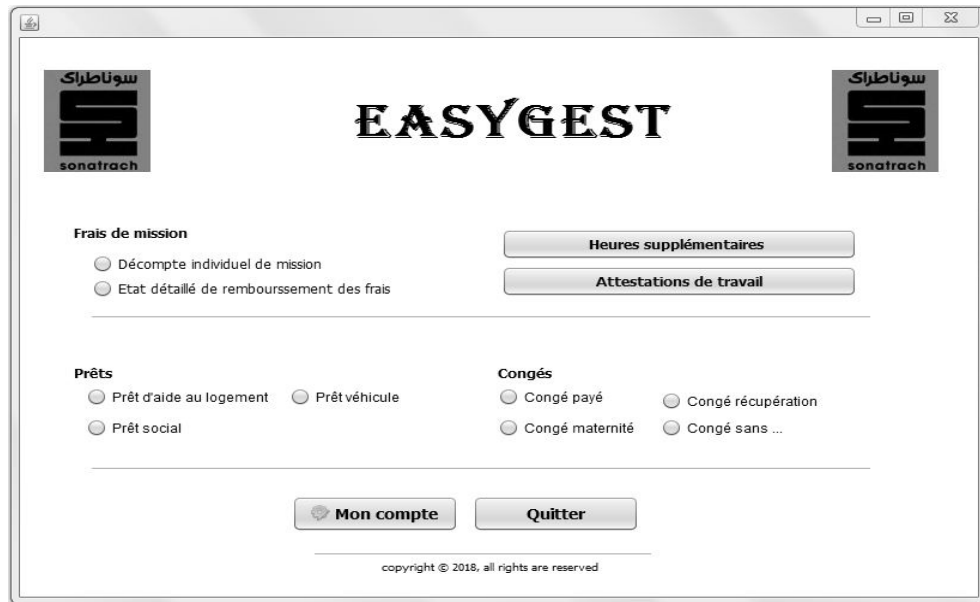 سوناطراك
sonatrach
EASYGEST
سوناطراك
sonatrach
Frais de mission
Décompte individuel de mission
Etat détaillé de rembourssement des frais
Heures supplémentaires
Attestations de travail
Prêts
Prêt d'aide au logement
Prêt véhicule
Prêt social
Congés
Congé payé
Congé récupération
Congé maternité
Congé sans ...
Mon compte
Quitter
copyright © 2018, all rights are reserved